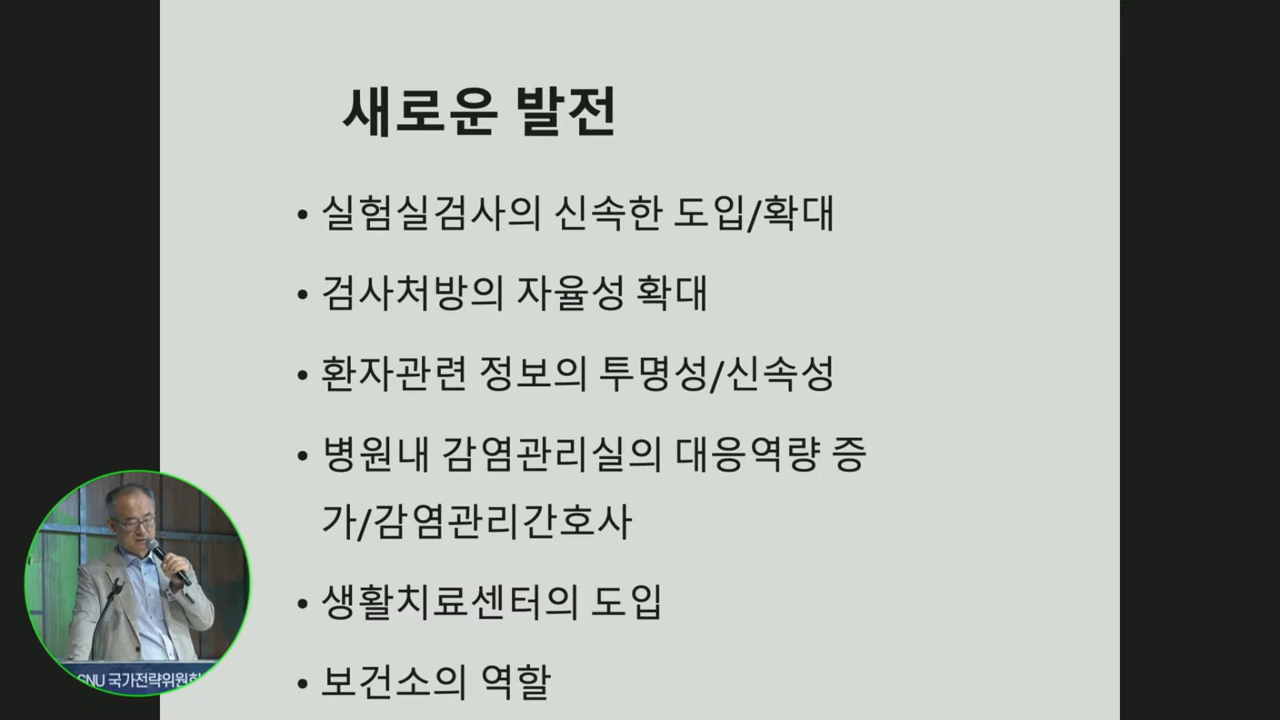 새로운 발전
• 실험실검사의 신속한 도입/확대
• 검사처방의 자율성 확대
• 환자관련 정보의 투명성/신속성
• 병원내 감염관리실의 대응역량 증
가/감염관리간호사
• 생활치료센터의 도입
• 보건소의 역할
SNU 국가전략위원회